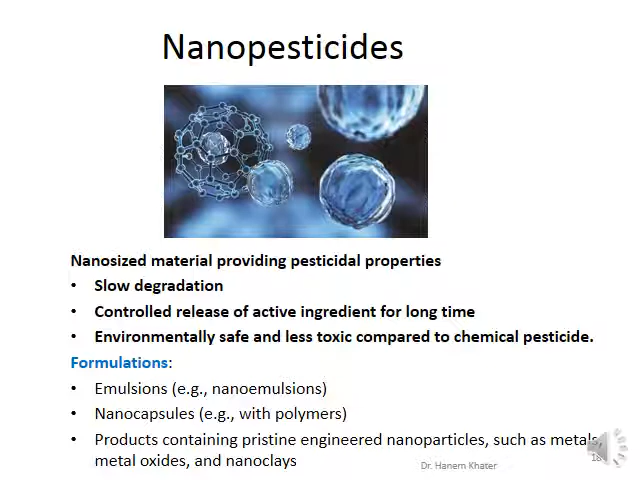 Nanopesticides
Nanosized material providing pesticidal properties
• Slow degradation
• Controlled release of active ingredient for long time
• Environmentally safe and less toxic compared to chemical pesticide.
Formulations:
• Emulsions (e.g., nanoemulsions)
• Nanocapsules (e.g., with polymers)
• Products containing pristine engineered nanoparticles, such as metals,
metal oxides, and nanoclays
Dr. Hanem Khater
18